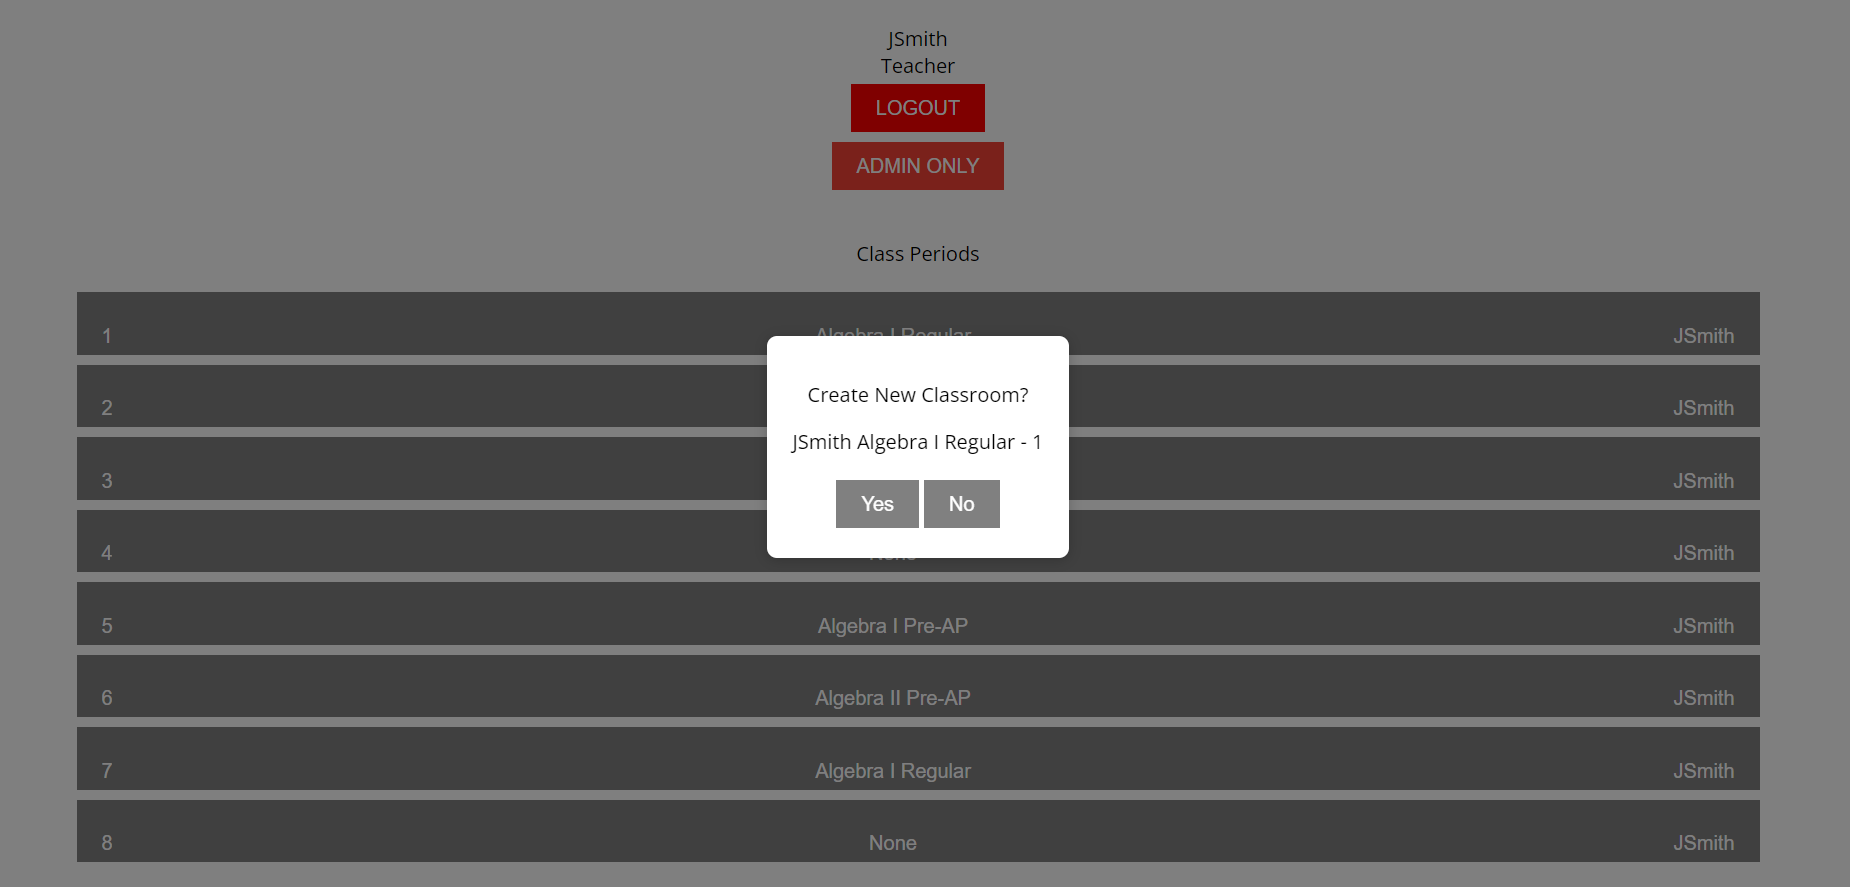 JSmith
Teacher
LOGOUT
ADMIN ONLY
Class Periods
1 Algebra I Regular JSmith
2 JSmith
Create New Classroom?
JSmith Algebra I Regular - 1
3 JSmith
Yes No
4 None JSmith
5 Algebra I Pre-AP JSmith
6 Algebra II Pre-AP JSmith
7 Algebra I Regular JSmith
8 None JSmith